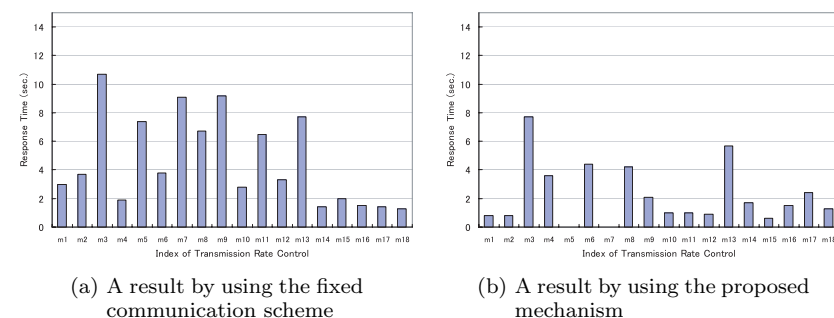 14
12
10
8
6
4
2
0
Response Time (sec.)
m1 m2 m3 m4 m5 m6 m7 m8 m9 m10 m11 m12 m13 m14 m15 m16 m17 m18
Index of Transmission Rate Control
(a) A result by using the fixed
communication scheme
14
12
10
8
6
4
2
0
Response Time (sec.)
m1 m2 m3 m4 m5 m6 m7 m8 m9 m10 m11 m12 m13 m14 m15 m16 m17 m18
Index of Transmission Rate Control
(b) A result by using the proposed
mechanism